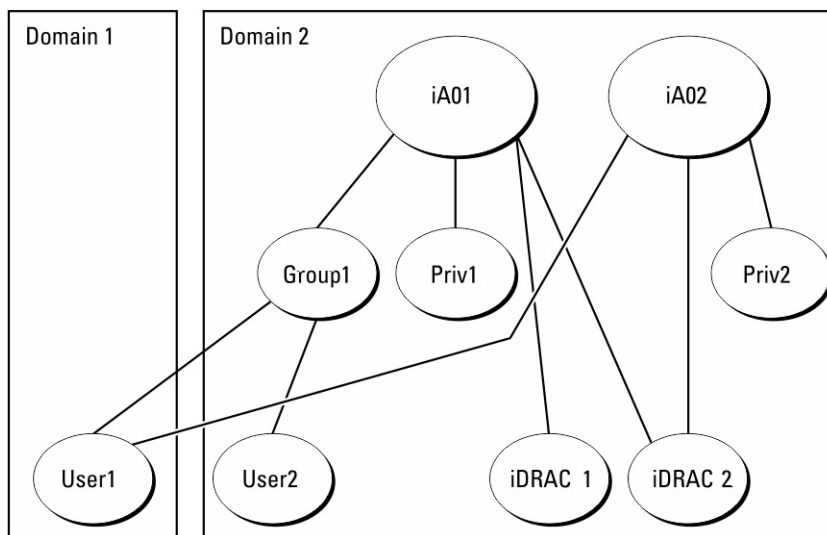 Domain 1
Domain 2
iA01
iA02
Group1
Priv1
Priv2
User1
User2
iDRAC 1
iDRAC 2